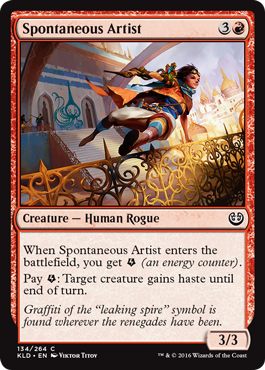 Spontaneous Artist 3
Creature — Human Rogue
When Spontaneous Artist enters the
battlefield, you get (an energy counter).
Pay : Target creature gains haste until
end of turn.
Graffiti of the “leaking spire” symbol is
found wherever the renegades have been.
3/3
134/264 C
KLD • EN Viktor Titov
™ & © 2016 Wizards of the Coast